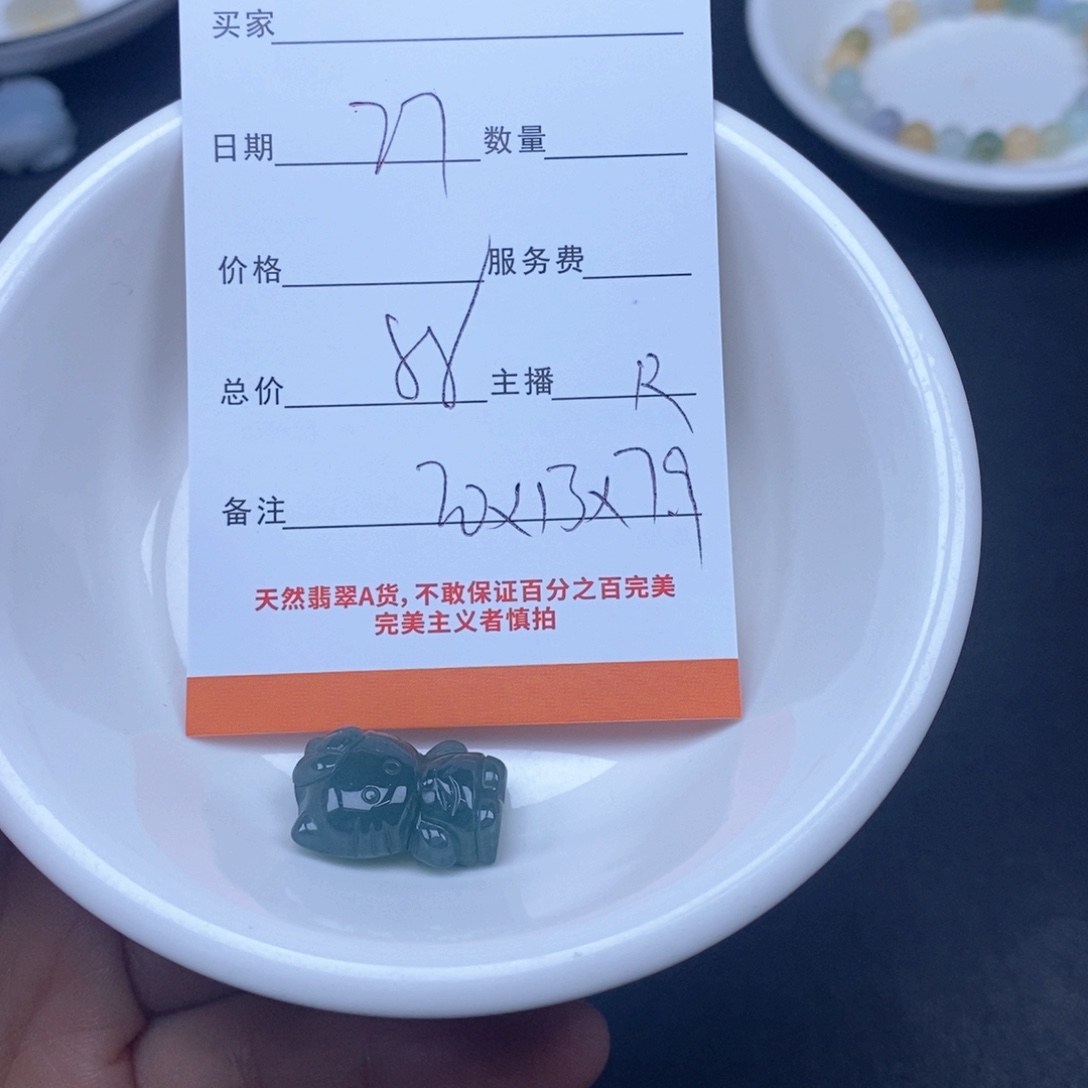 买家
日期 27 数量
价格 服务费
总价 88 主播 R
备注 20x13x7.9
天然翡翠A货,不敢保证百分之百完美
完美主义者慎拍